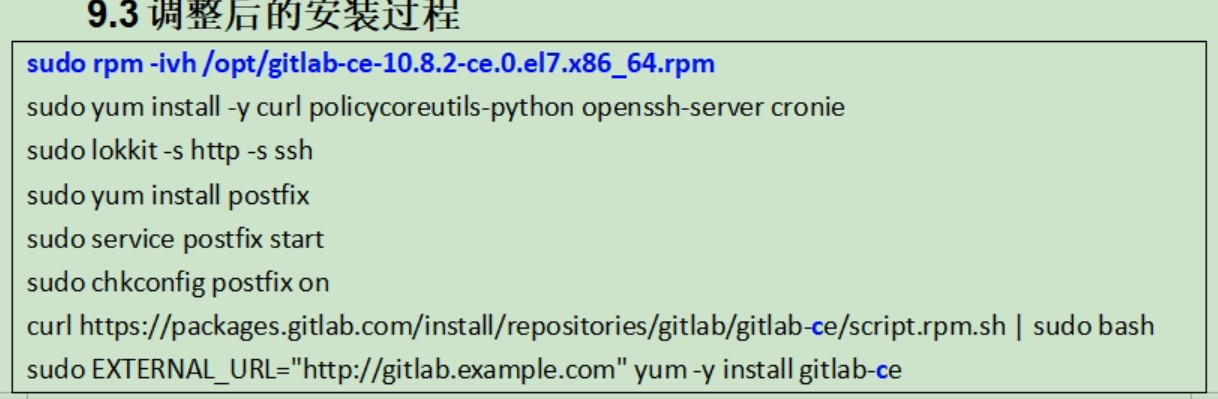 9.3 调整后的安装过程
sudo rpm -ivh /opt/gitlab-ce-10.8.2-ce.0.el7.x86_64.rpm
sudo yum install -y curl policycoreutils-python openssh-server cronie
sudo lokkit -s http -s ssh
sudo yum install postfix
sudo service postfix start
sudo chkconfig postfix on
curl https://packages.gitlab.com/install/repositories/gitlab/gitlab-ce/script.rpm.sh | sudo bash
sudo EXTERNAL_URL="http://gitlab.example.com" yum -y install gitlab-ce